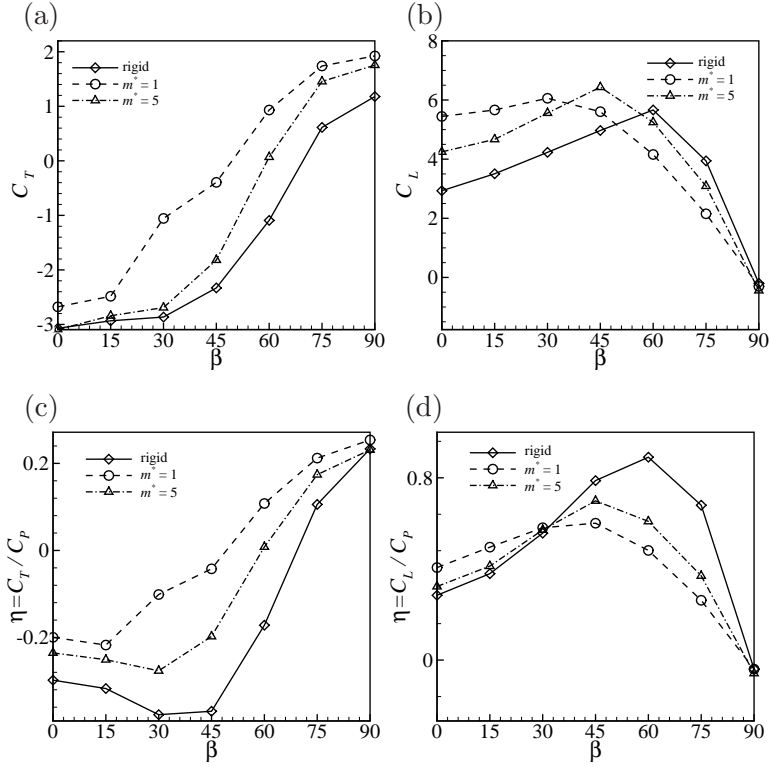 (a)
C_T
2
1
0
-1
-2
-3
rigid
m* = 1
m* = 5
0 15 30 45 60 75 90
β
(b)
C_L
8
6
4
2
0
rigid
m* = 1
m* = 5
0 15 30 45 60 75 90
β
(c)
η=C_T / C_P
0.2
0
-0.2
rigid
m* = 1
m* = 5
0 15 30 45 60 75 90
β
(d)
η=C_L / C_P
0.8
0
rigid
m* = 1
m* = 5
0 15 30 45 60 75 90
β